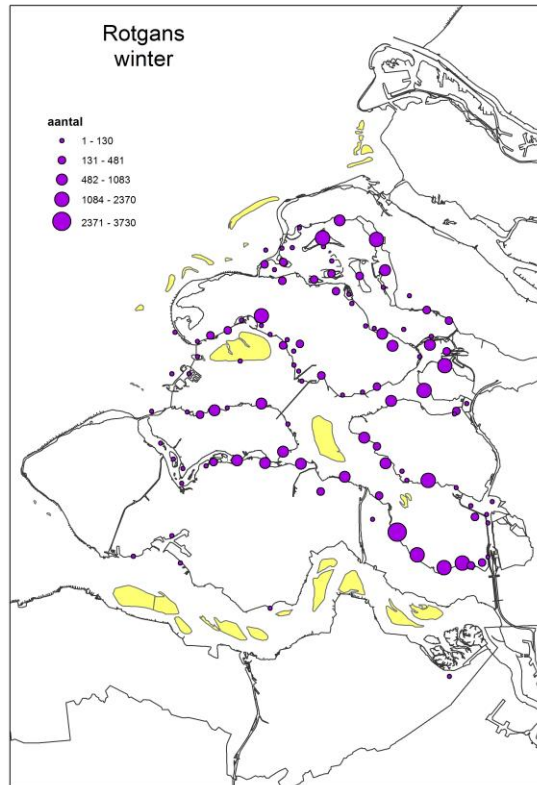 Rotgans
winter
aantal
1 - 130
131 - 481
482 - 1083
1084 - 2370
2371 - 3730